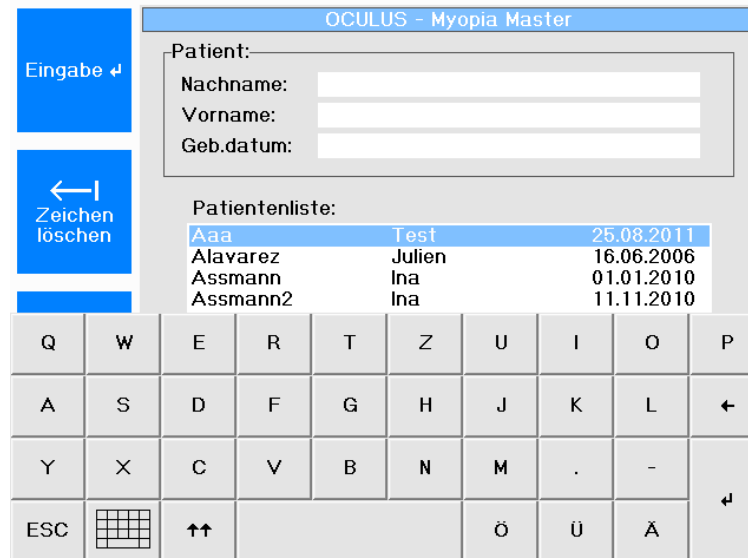 OCULUS - Myopia Master
Eingabe ↵
Patient:
Nachname:
Vorname:
Geb.datum:
Zeichen
löschen
Patientenliste:
Aaa Test 25.08.2011
Alavarez Julien 16.06.2006
Assmann Ina 01.01.2010
Assmann2 Ina 11.11.2010
Q W E R T Z U I O P
A S D F G H J K L ←
Y X C V B N M . - ↵
ESC ↑↑ Ö Ü Ä